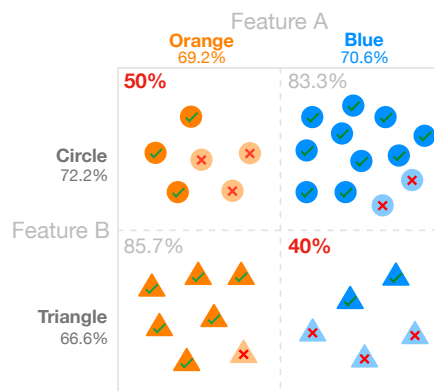 Feature A
Orange
69.2%
Blue
70.6%
50%
83.3%
Circle
72.2%
Feature B
85.7%
40%
Triangle
66.6%